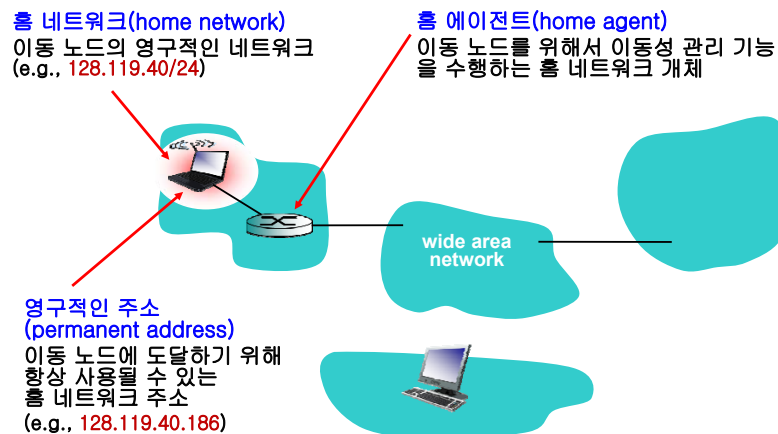 홈 네트워크(home network)
이동 노드의 영구적인 네트워크
(e.g., 128.119.40/24)
홈 에이전트(home agent)
이동 노드를 위해서 이동성 관리 기능
을 수행하는 홈 네트워크 개체
wide area
network
영구적인 주소
(permanent address)
이동 노드에 도달하기 위해
항상 사용될 수 있는
홈 네트워크 주소
(e.g., 128.119.40.186)